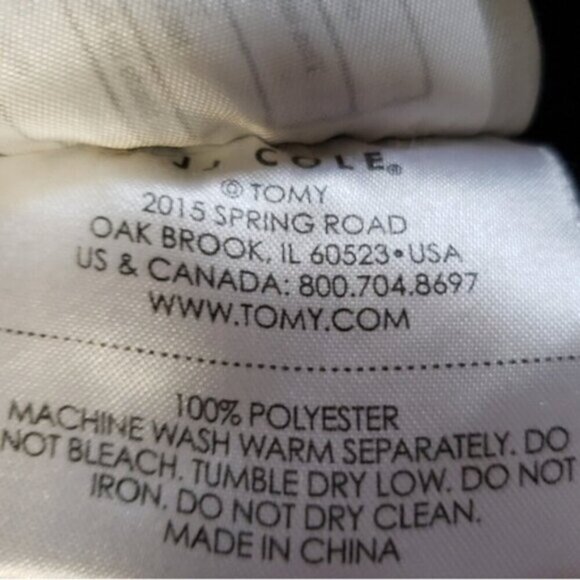 J.J. COLE®
© TOMY
2015 SPRING ROAD
OAK BROOK, IL 60523•USA
US & CANADA: 800.704.8697
WWW.TOMY.COM
100% POLYESTER
MACHINE WASH WARM SEPARATELY. DO
NOT BLEACH. TUMBLE DRY LOW. DO NOT
IRON. DO NOT DRY CLEAN.
MADE IN CHINA